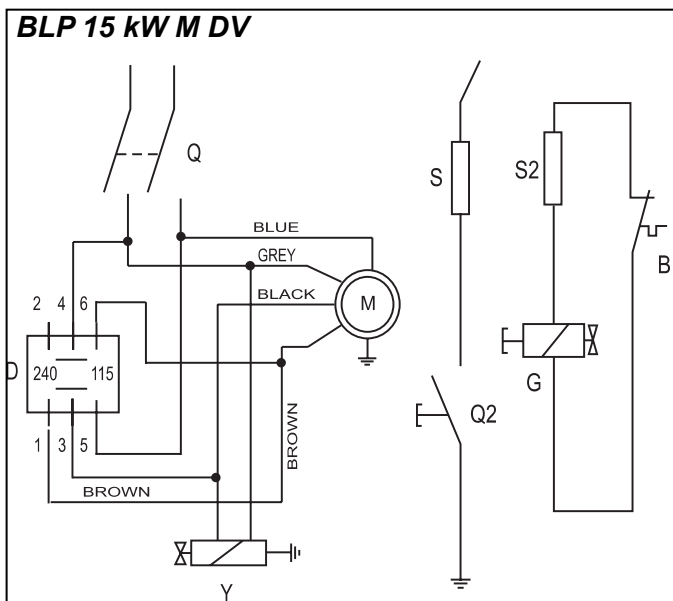 BLP 15 kW M DV
Q
S
S2
B
BLUE
GREY
BLACK
M
2 4 6
D
240 115
1 3 5
BROWN
BROWN
Q2
G
Y